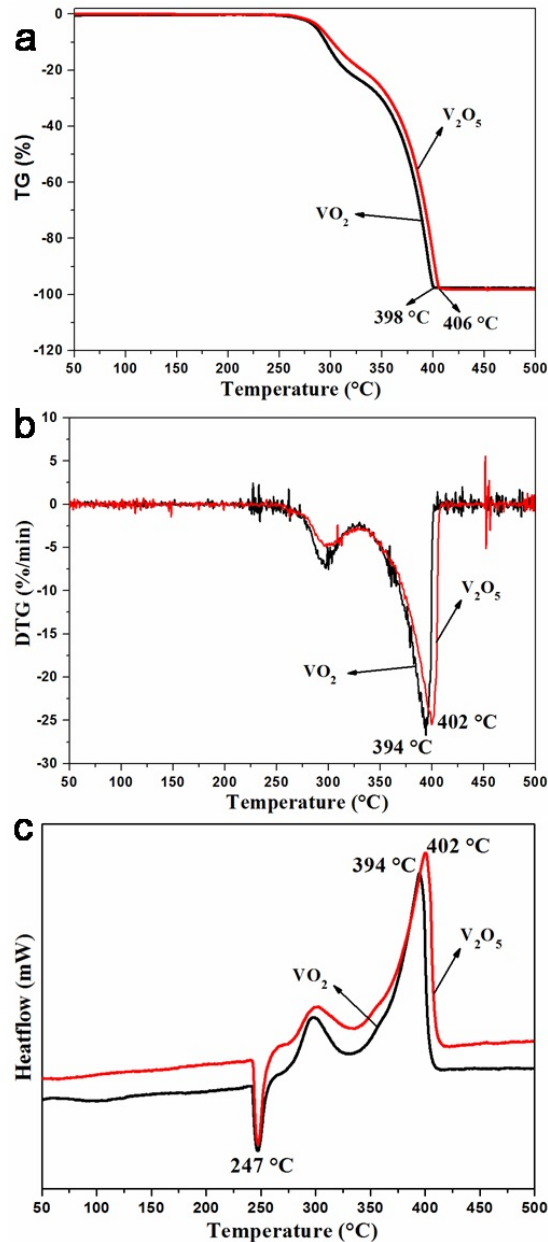 a
0
-20
-40
-60
-80
-100
-120
TG (%)
V₂O₅
VO₂
398 °C
406 °C
50 100 150 200 250 300 350 400 450 500
Temperature (°C)
b
10
5
0
-5
-10
-15
-20
-25
-30
DTG (%/min)
V₂O₅
VO₂
402 °C
394 °C
50 100 150 200 250 300 350 400 450 500
Temperature (°C)
c
402 °C
394 °C
V₂O₅
VO₂
Heatflow (mW)
247 °C
50 100 150 200 250 300 350 400 450 500
Temperature (°C)